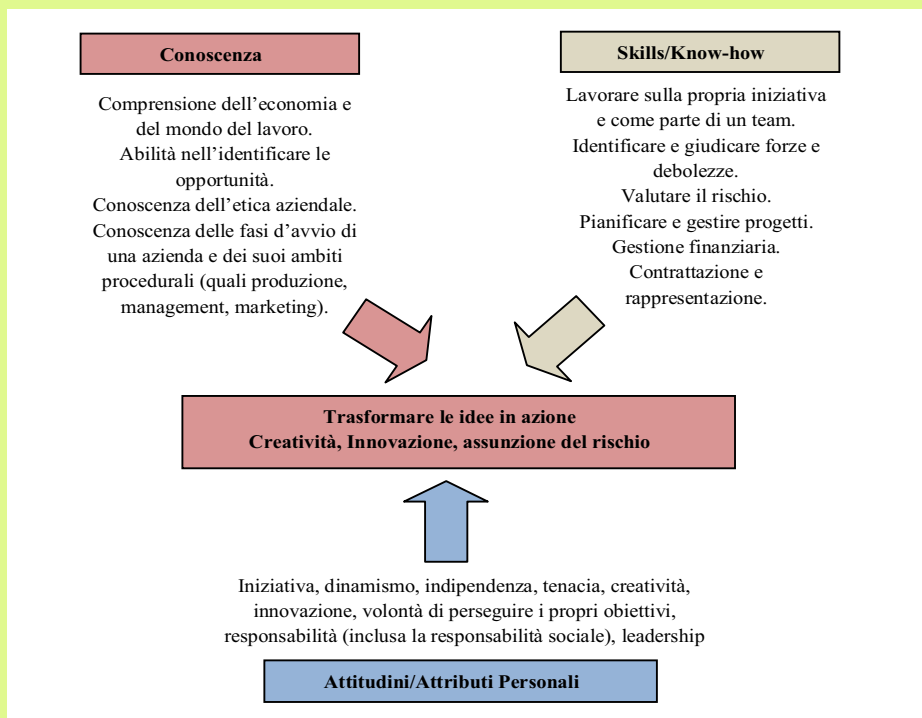 Conoscenza
Comprensione dell'economia e
del mondo del lavoro.
Abilità nell'identificare le
opportunità.
Conoscenza dell'etica aziendale.
Conoscenza delle fasi d'avvio di
una azienda e dei suoi ambiti
procedurali (quali produzione,
management, marketing).
Skills/Know-how
Lavorare sulla propria iniziativa
e come parte di un team.
Identificare e giudicare forze e
debolezze.
Valutare il rischio.
Pianificare e gestire progetti.
Gestione finanziaria.
Contrattazione e
rappresentazione.
Trasformare le idee in azione
Creatività, Innovazione, assunzione del rischio
Iniziativa, dinamismo, indipendenza, tenacia, creatività,
innovazione, volontà di perseguire i propri obiettivi,
responsabilità (inclusa la responsabilità sociale), leadership
Attitudini/Attributi Personali